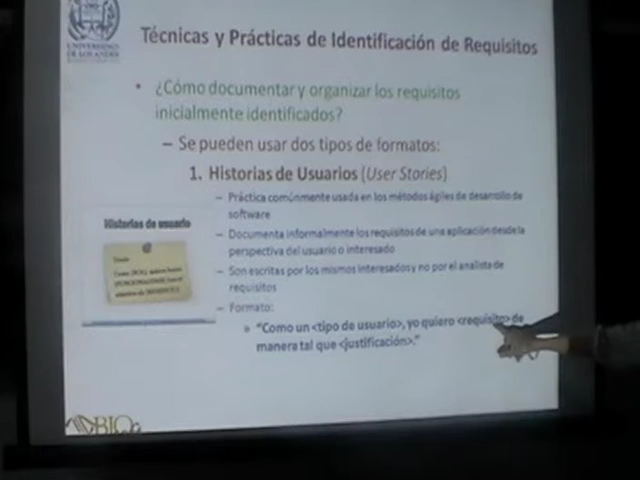 UNIVERSIDAD
DE LOS ANDES
Técnicas y Prácticas de Identificación de Requisitos
• ¿Cómo documentar y organizar los requisitos
inicialmente identificados?
– Se pueden usar dos tipos de formatos:
1. Historias de Usuarios (User Stories)
– Práctica comúnmente usada en los métodos ágiles de desarrollo de
software
– Documenta informalmente los requisitos de una aplicación desde la
perspectiva del usuario o interesado
– Son escritas por los mismos interesados y no por el analista de
requisitos
– Formato:
» “Como un <tipo de usuario>, yo quiero <requisito> de
manera tal que <justificación>.”
Historias de usuario